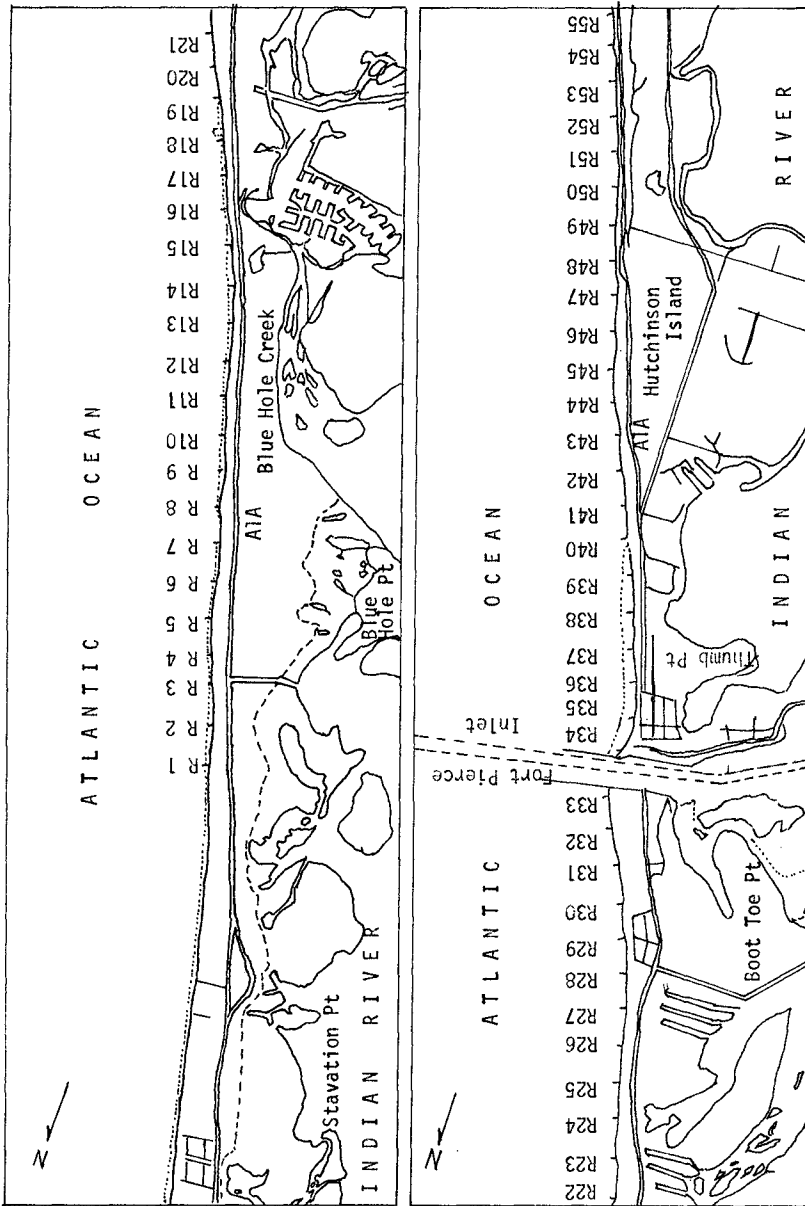 ATLANTIC OCEAN
R 1
R 2
R 3
R 4
R 5
R 6
R 7
R 8
R 9
R10
R11
R12
R13
R14
R15
R16
R17
R18
R19
R20
R21
A1A
Blue Hole Creek
Blue
Hole Pt
Stavation Pt
INDIAN RIVER
N
ATLANTIC OCEAN
R22
R23
R24
R25
R26
R27
R28
R29
R30
R31
R32
R33
Fort Pierce Inlet
R34
R35
R36
R37
R38
R39
R40
R41
R42
R43
R44
R45
R46
R47
R48
R49
R50
R51
R52
R53
R54
R55
A1A
Hutchinson
Island
Thumb Pt
Boot Toe Pt
INDIAN RIVER
N